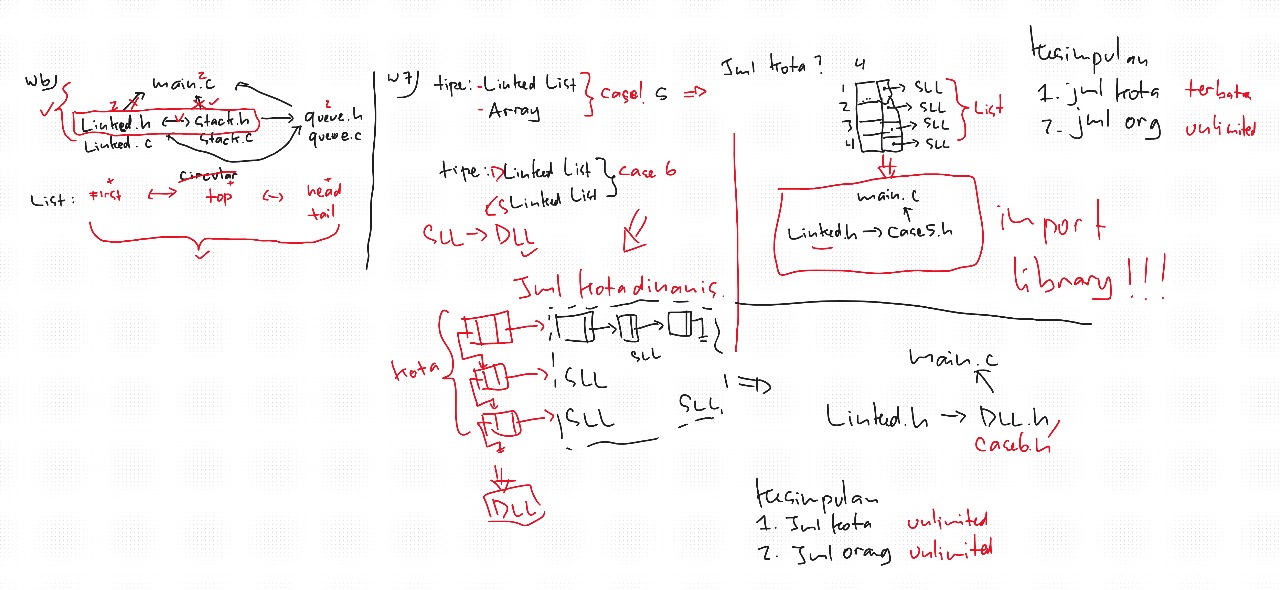 W6)
main.c
2
2
Linked.h ↔ Stack.h
Linked.c
Stack.c
2
queue.h
queue.c
circular
List: first ↔ top ↔ head
tail
W7)
tipe: - Linked List
- Array
case! 5 ⇒
tipe: DLinked List
(SLinked List
case 6
SLL → DLL
Jml kota dinamis.
kota
SLL
SLL
SLL
SLL
DLL
Jml kota? 4
1 → SLL
2 → SLL
3 → SLL
4 → SLL
List
main.c
Linked.h → case5.h
import
library!!!
kesimpulan
1. jml kota terbatas
2. jml org unlimited
main.c
Linked.h → DLL.h/
case6.h
kesimpulan
1. Jml kota unlimited
2. Jml orang unlimited